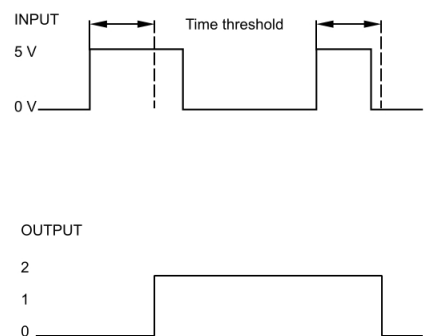 INPUT
Time threshold
5 V
0 V
OUTPUT
2
1
0